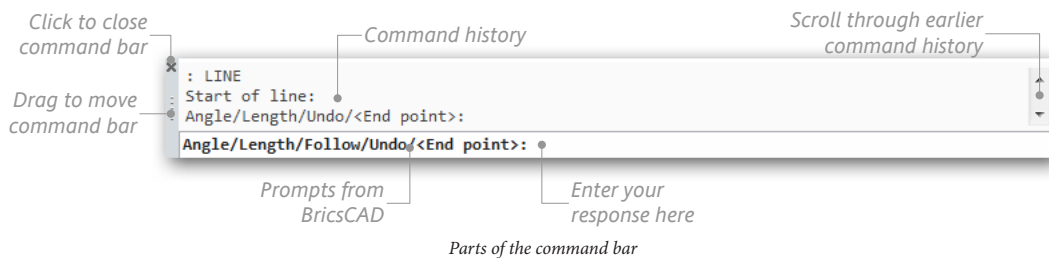 Click to close
command bar
Command history
Scroll through earlier
command history
Drag to move
command bar
: LINE
Start of line:
Angle/Length/Undo/<End point>:
Angle/Length/Follow/Undo/<End point>:
Prompts from
BricsCAD
Enter your
response here
Parts of the command bar